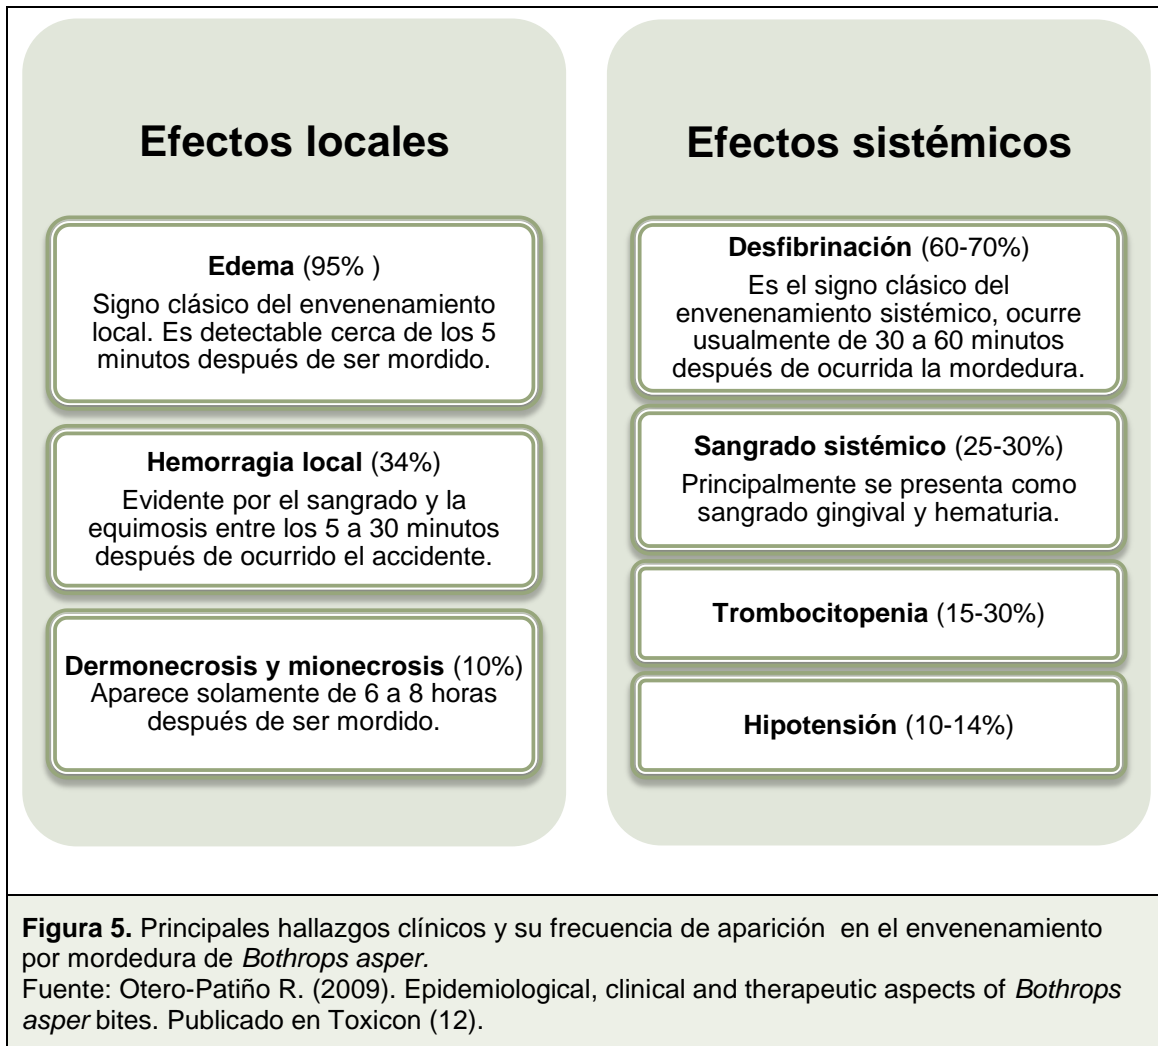 Efectos locales
Edema (95% )
Signo clásico del envenenamiento
local. Es detectable cerca de los 5
minutos después de ser mordido.
Hemorragia local (34%)
Evidente por el sangrado y la
equimosis entre los 5 a 30 minutos
después de ocurrido el accidente.
Dermonecrosis y mionecrosis (10%)
Aparece solamente de 6 a 8 horas
después de ser mordido.
Efectos sistémicos
Desfibrinación (60-70%)
Es el signo clásico del
envenenamiento sistémico, ocurre
usualmente de 30 a 60 minutos
después de ocurrida la mordedura.
Sangrado sistémico (25-30%)
Principalmente se presenta como
sangrado gingival y hematuria.
Trombocitopenia (15-30%)
Hipotensión (10-14%)
Figura 5. Principales hallazgos clínicos y su frecuencia de aparición en el envenenamiento
por mordedura de Bothrops asper.
Fuente: Otero-Patiño R. (2009). Epidemiological, clinical and therapeutic aspects of Bothrops
asper bites. Publicado en Toxicon (12).